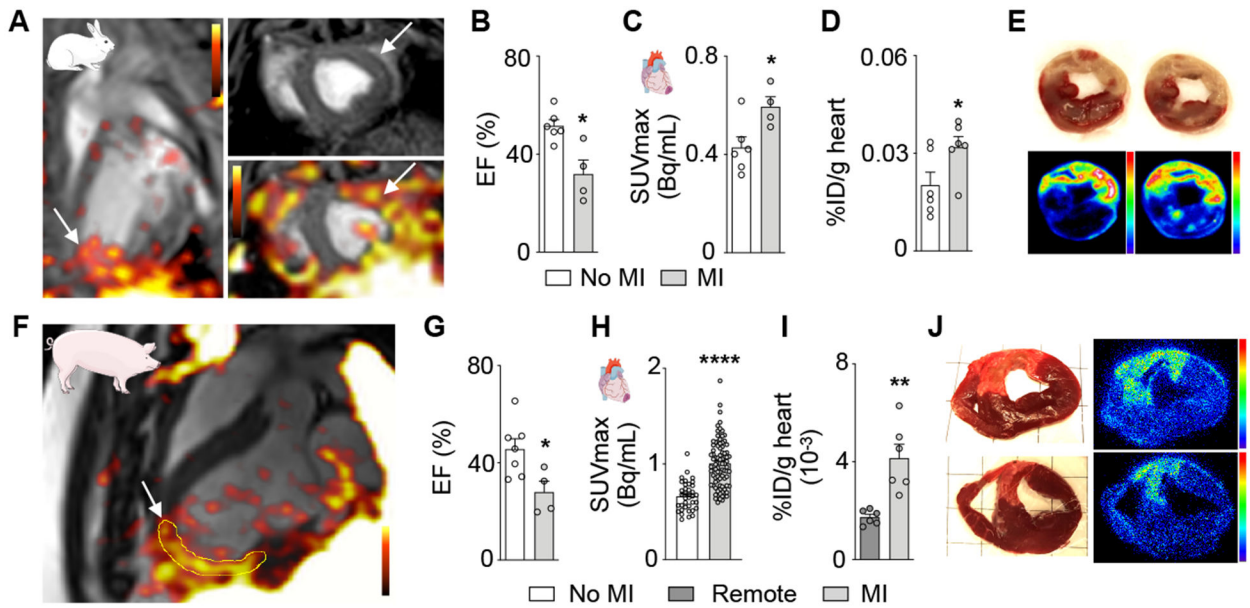 A
B
C
D
E
80
40
0
EF (%)
*
0.8
0.4
0
SUVmax
(Bq/mL)
*
0.06
0.03
0
%ID/g heart
*
No MI
MI
F
G
H
I
J
80
40
0
EF (%)
*
2
1
0
SUVmax
(Bq/mL)
****
8
4
0
%ID/g heart
(10⁻³)
**
No MI
Remote
MI